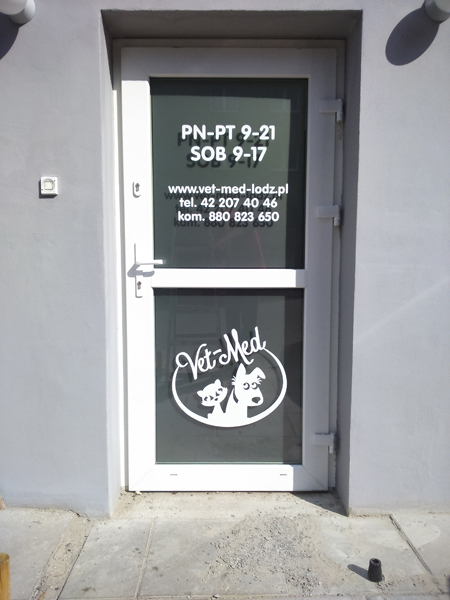 PN-PT 9-21
SOB 9-17
www.vet-med-lodz.pl
tel. 42 207 40 46
kom. 880 823 650
Vet-Med